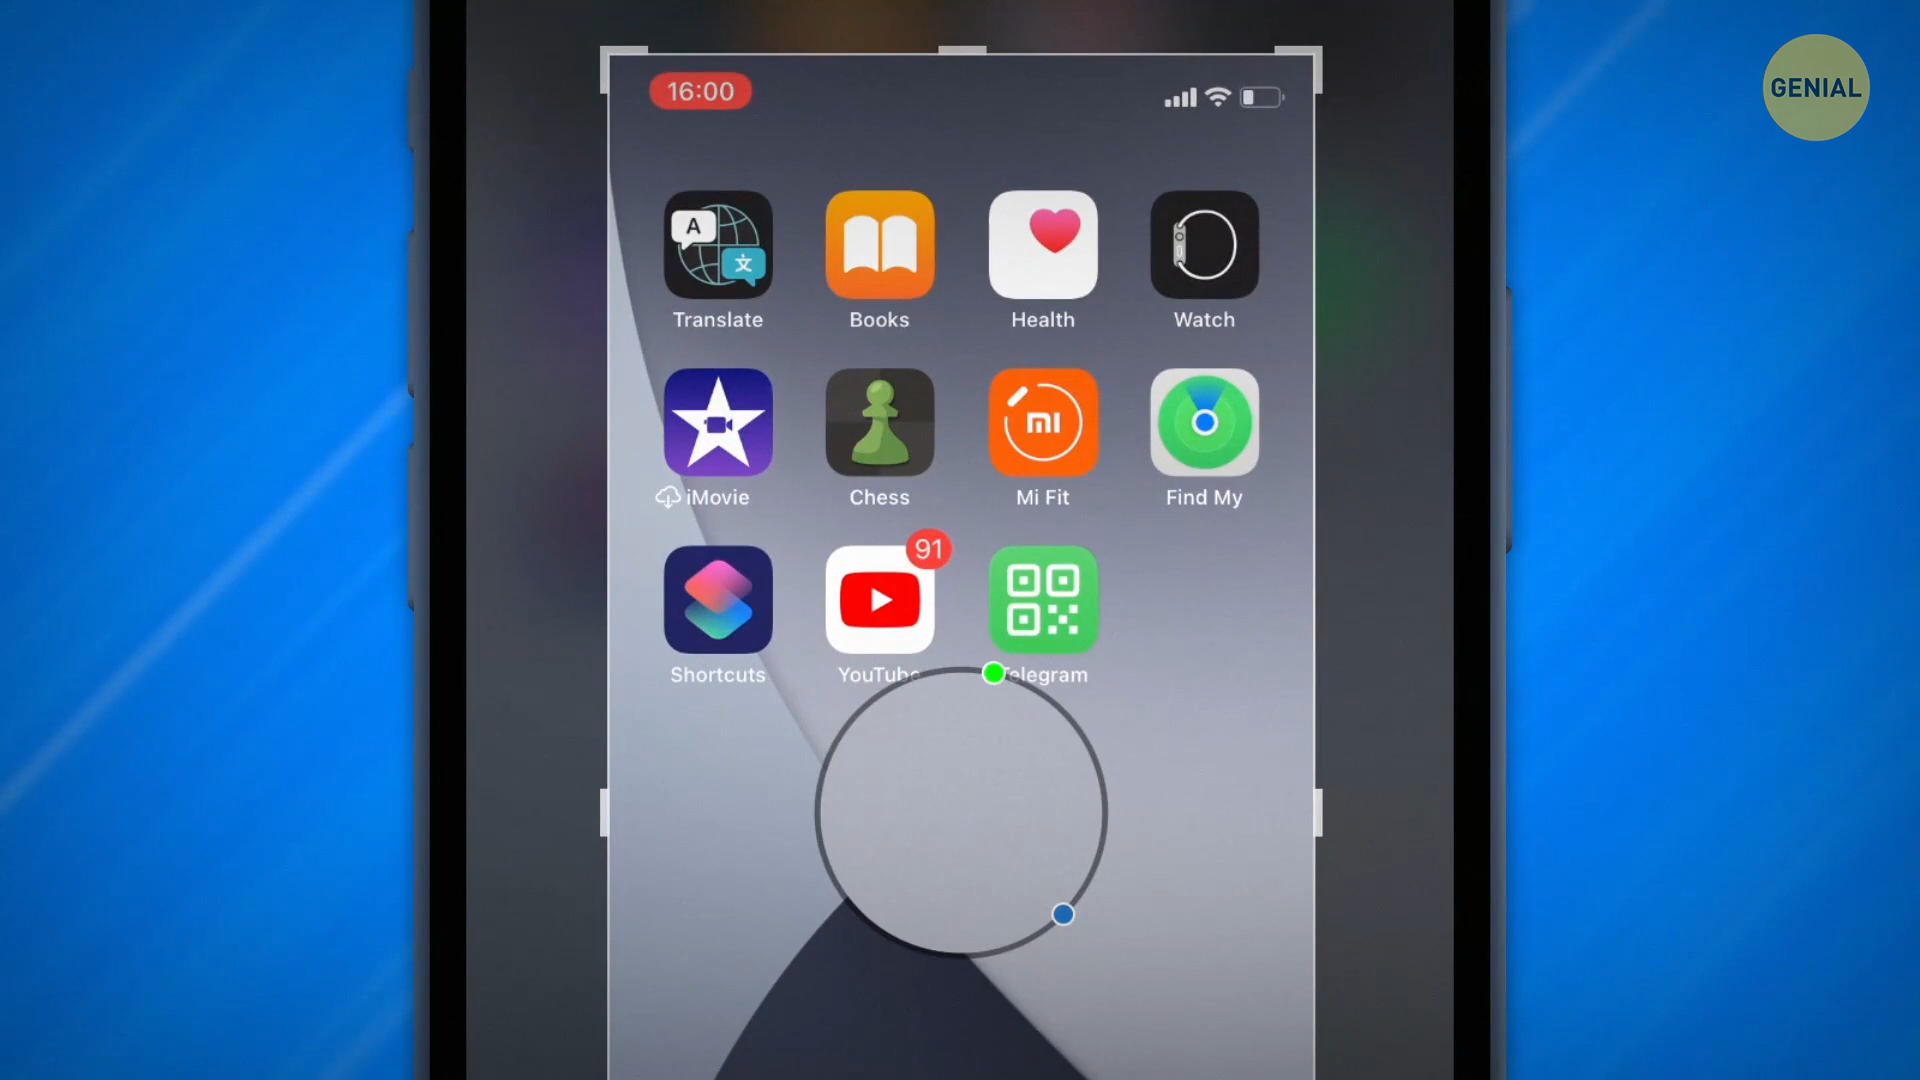 GENIAL
16:00
A
文
Translate
Books
Health
Watch
iMovie
Chess
mi
Mi Fit
Find My
91
Shortcuts
YouTube
Telegram